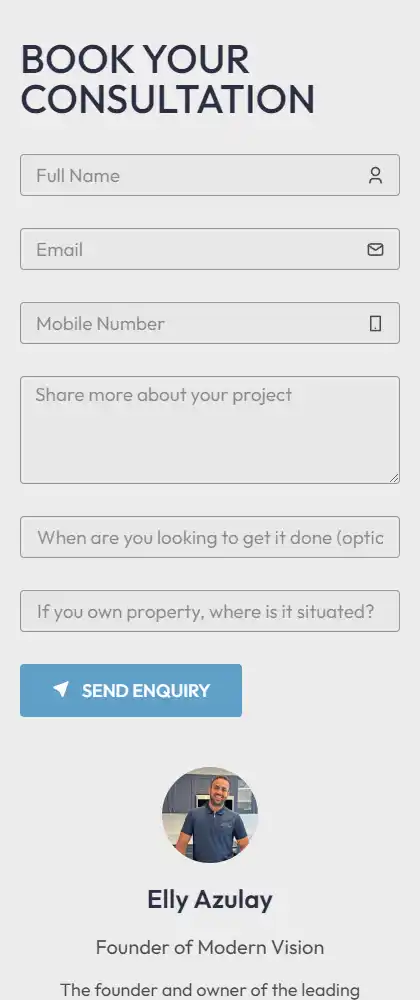 BOOK YOUR
CONSULTATION
Full Name
Email
Mobile Number
Share more about your project
When are you looking to get it done (optic
If you own property, where is it situated?
SEND ENQUIRY
Elly Azulay
Founder of Modern Vision
The founder and owner of the leading